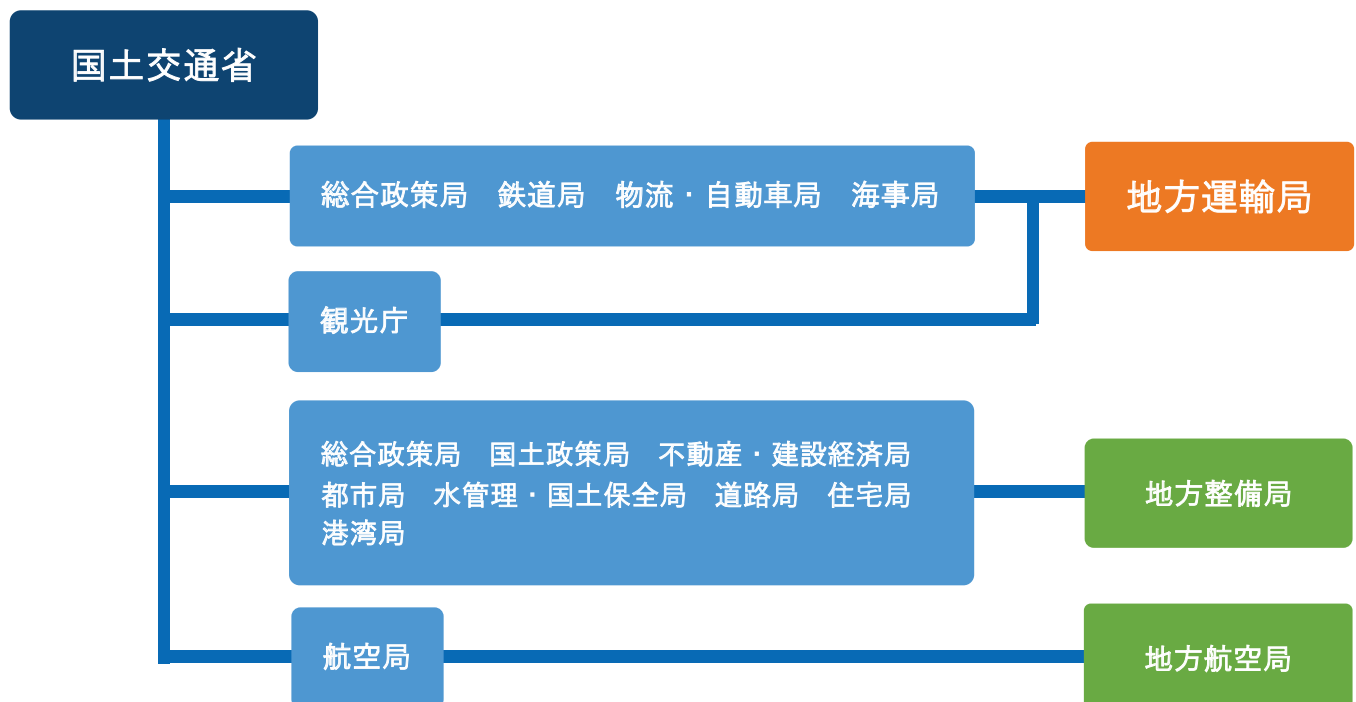 国土交通省
総合政策局　鉄道局　物流・自動車局　海事局
地方運輸局
観光庁
総合政策局　国土政策局　不動産・建設経済局
都市局　水管理・国土保全局　道路局　住宅局
港湾局
地方整備局
航空局
地方航空局